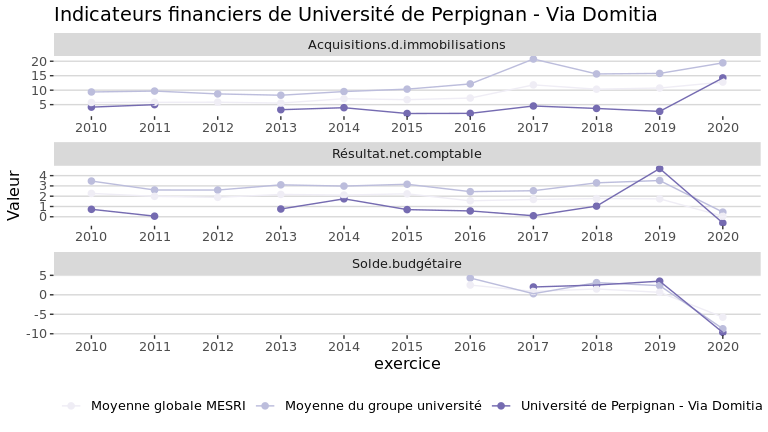 Indicateurs financiers de Université de Perpignan - Via Domitia
Acquisitions.d.immobilisations
20
15
10
5
2010 2011 2012 2013 2014 2015 2016 2017 2018 2019 2020
Résultat.net.comptable
4
3
2
1
0
2010 2011 2012 2013 2014 2015 2016 2017 2018 2019 2020
Solde.budgétaire
5
0
-5
-10
2010 2011 2012 2013 2014 2015 2016 2017 2018 2019 2020
Valeur
exercice
Moyenne globale MESRI Moyenne du groupe université Université de Perpignan - Via Domitia